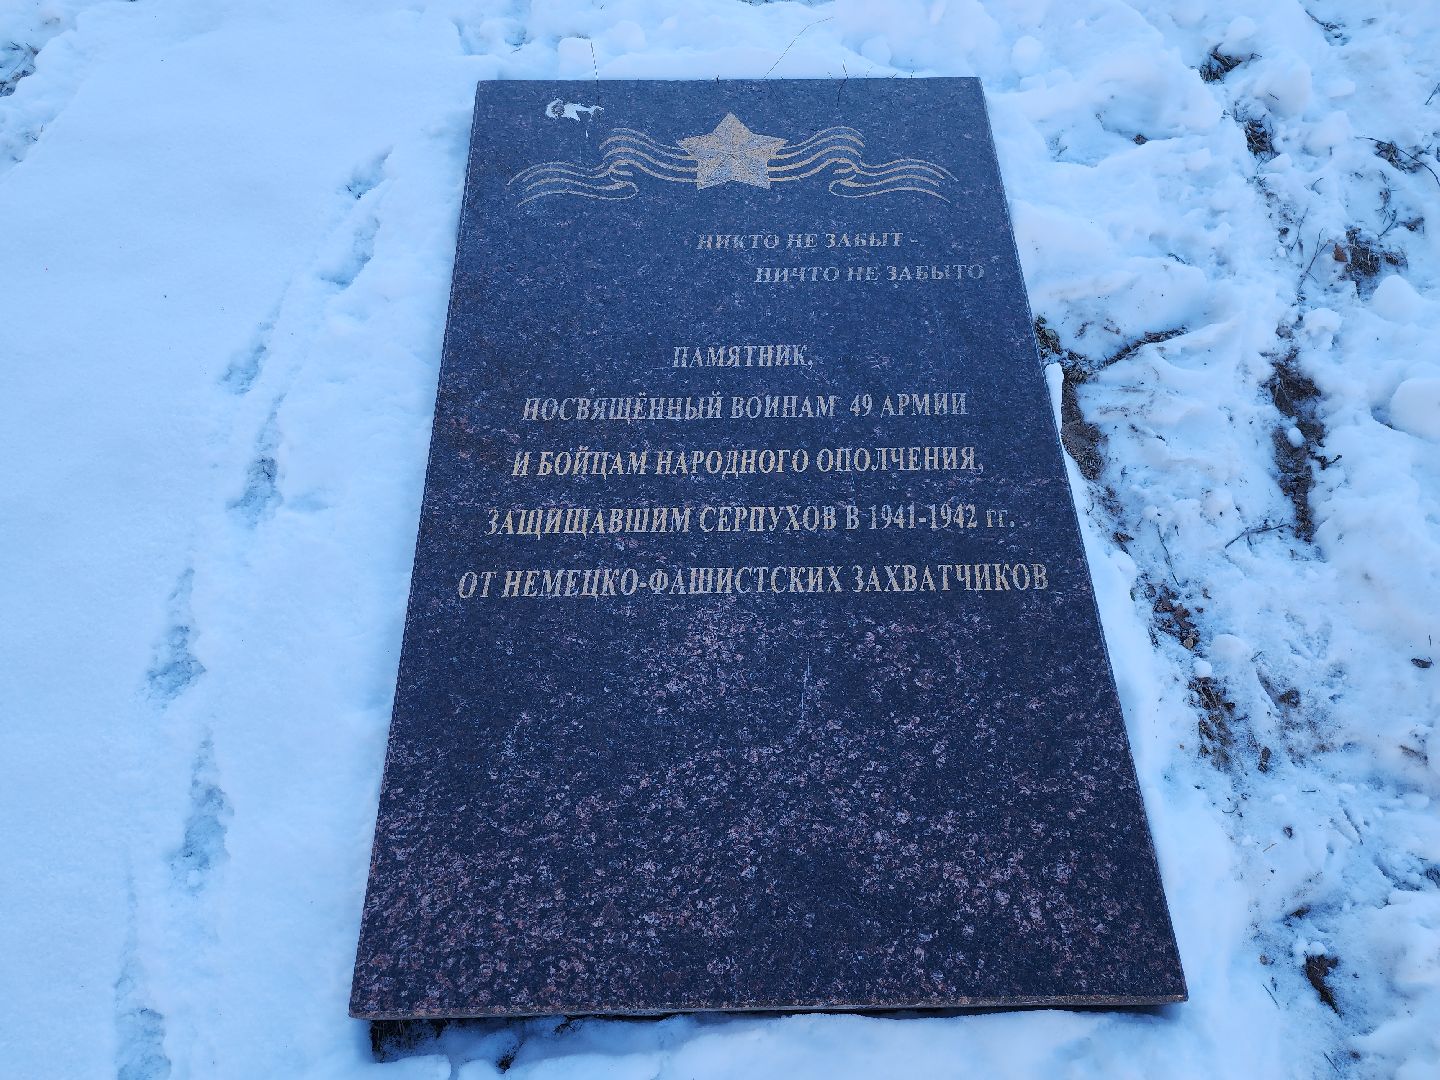 НИКТО НЕ ЗАБЫТ -
НИЧТО НЕ ЗАБЫТО
ПАМЯТНИК,
ПОСВЯЩЁННЫЙ ВОИНАМ 49 АРМИИ
И БОЙЦАМ НАРОДНОГО ОПОЛЧЕНИЯ,
ЗАЩИЩАВШИМ СЕРПУХОВ В 1941-1942 гг.
ОТ НЕМЕЦКО-ФАШИСТСКИХ ЗАХВАТЧИКОВ